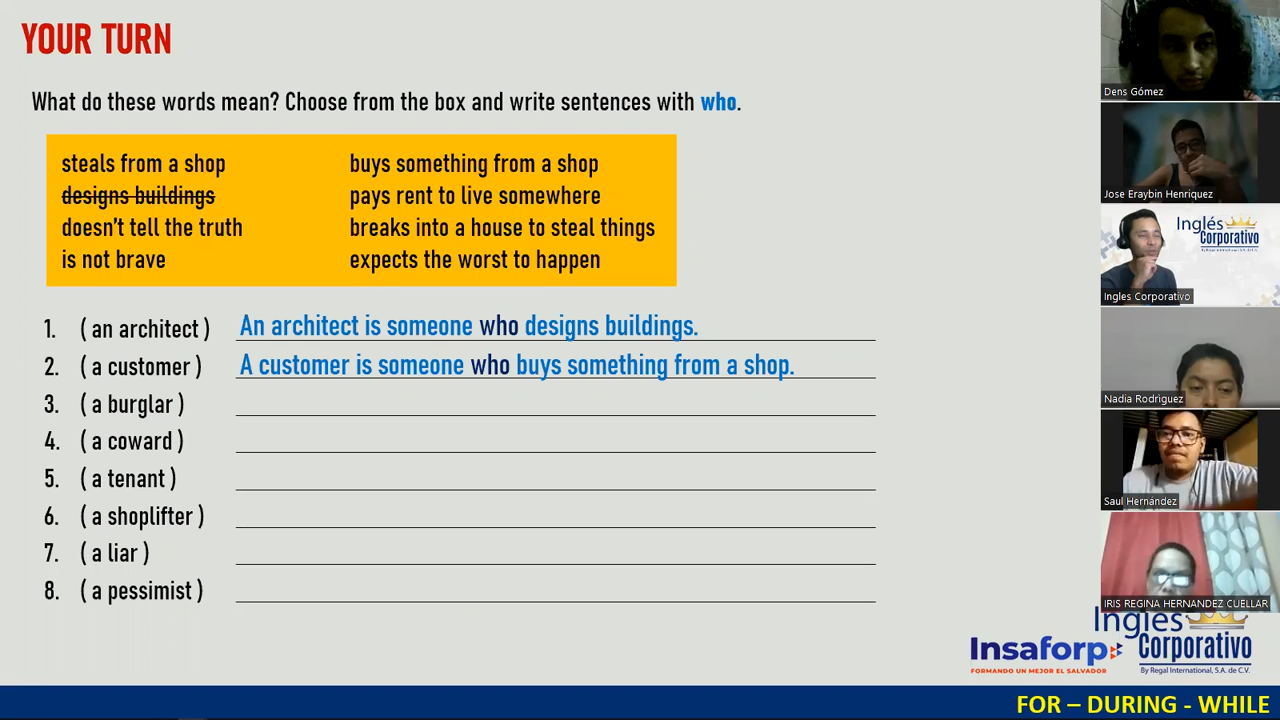 YOUR TURN
What do these words mean? Choose from the box and write sentences with who.
steals from a shop
designs buildings
doesn't tell the truth
is not brave
buys something from a shop
pays rent to live somewhere
breaks into a house to steal things
expects the worst to happen
1. ( an architect ) An architect is someone who designs buildings.
2. ( a customer ) A customer is someone who buys something from a shop.
3. ( a burglar )
4. ( a coward )
5. ( a tenant )
6. ( a shoplifter )
7. ( a liar )
8. ( a pessimist )
Dens Gómez
Jose Eraybin Henriquez
Inglés
Corporativo
By Regal International, S.A. de C.V.
Ingles Corporativo
Nadia Rodriguez
Saul Hernández
IRIS REGINA HERNANDEZ CUELLAR
Insaforp
FORMANDO UN MEJOR EL SALVADOR
Inglés
Corporativo
By Regal International, S.A. de C.V.
FOR – DURING - WHILE